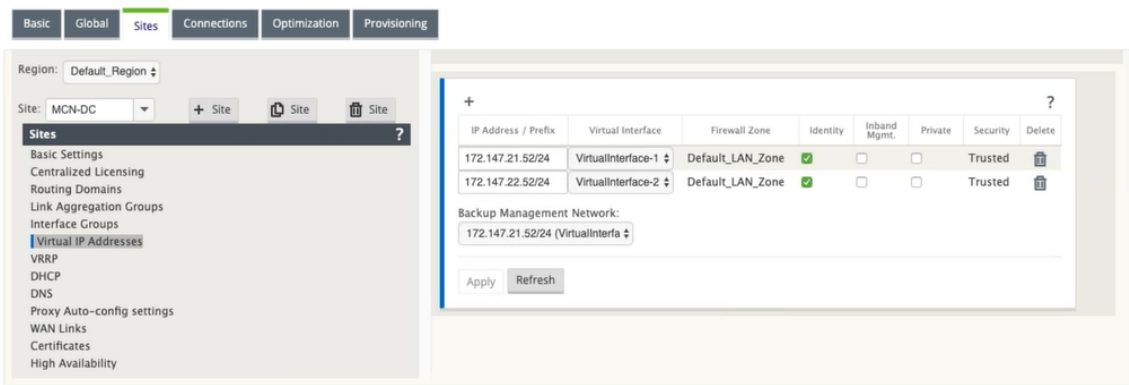 Basic Global Sites Connections Optimization Provisioning
Region: Default_Region
Site: MCN-DC + Site Site Site
Sites ?
Basic Settings
Centralized Licensing
Routing Domains
Link Aggregation Groups
Interface Groups
Virtual IP Addresses
VRRP
DHCP
DNS
Proxy Auto-config settings
WAN Links
Certificates
High Availability
+ ?
IP Address / Prefix Virtual Interface Firewall Zone Identity Inband Mgmt. Private Security Delete
172.147.21.52/24 VirtualInterface-1 Default_LAN_Zone Trusted
172.147.22.52/24 VirtualInterface-2 Default_LAN_Zone Trusted
Backup Management Network:
172.147.21.52/24 (VirtualInterfa
Apply Refresh